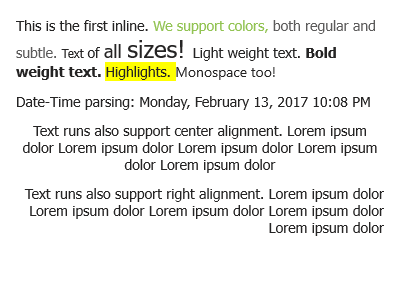 This is the first inline. We support colors, both regular and
subtle. Text of all sizes! Light weight text. Bold
weight text. Highlights. Monospace too!
Date-Time parsing: Monday, February 13, 2017 10:08 PM
Text runs also support center alignment. Lorem ipsum
dolor Lorem ipsum dolor Lorem ipsum dolor Lorem ipsum
dolor Lorem ipsum dolor
Text runs also support right alignment. Lorem ipsum dolor
Lorem ipsum dolor Lorem ipsum dolor Lorem ipsum dolor
Lorem ipsum dolor